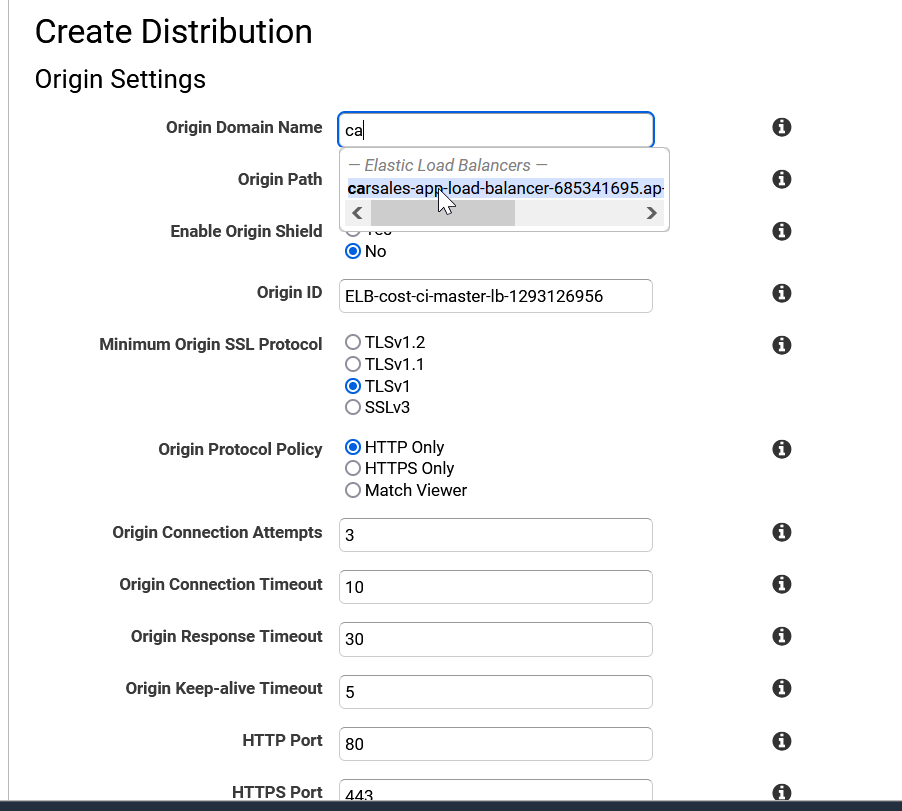 Create Distribution
Origin Settings
Origin Domain Name ca
— Elastic Load Balancers —
Origin Path carsales-app-load-balancer-685341695.ap-
Enable Origin Shield Yes
No
Origin ID ELB-cost-ci-master-lb-1293126956
Minimum Origin SSL Protocol TLSv1.2
TLSv1.1
TLSv1
SSLv3
Origin Protocol Policy HTTP Only
HTTPS Only
Match Viewer
Origin Connection Attempts 3
Origin Connection Timeout 10
Origin Response Timeout 30
Origin Keep-alive Timeout 5
HTTP Port 80
HTTPS Port 443